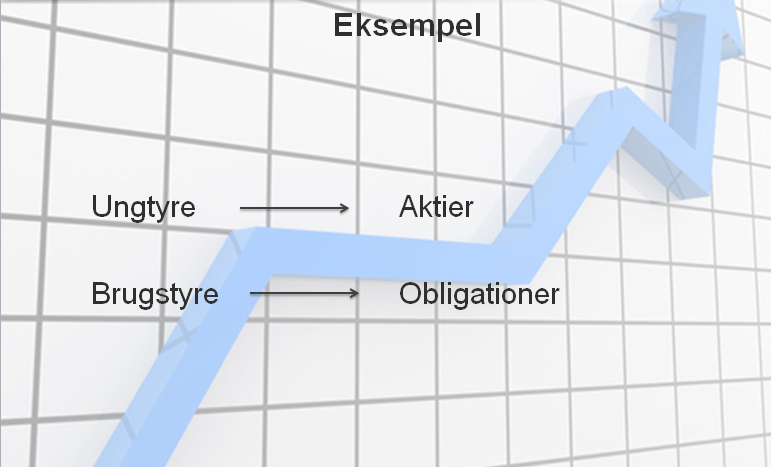 Eksempel
Ungtyre Aktier
Brugstyre Obligationer